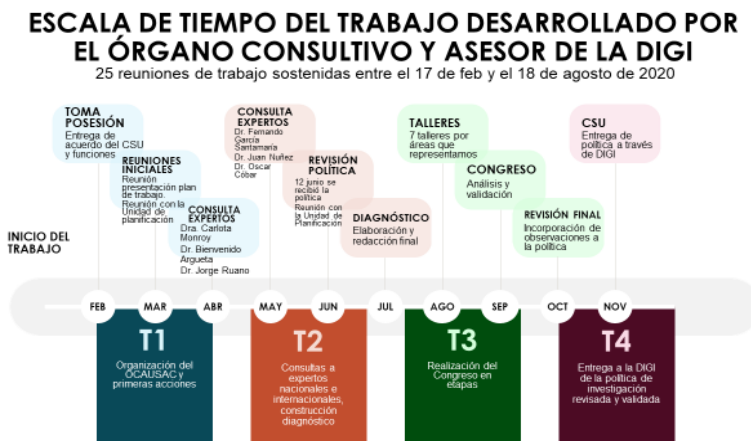 ESCALA DE TIEMPO DEL TRABAJO DESARROLLADO POR
EL ÓRGANO CONSULTIVO Y ASESOR DE LA DIGI
25 reuniones de trabajo sostenidas entre el 17 de feb y el 18 de agosto de 2020
TOMA
POSESIÓN
Entrega de
acuerdo del CSU
y funciones
REUNIONES
INICIALES
Reunión
presentación plan
de trabajo.
Reunión con la
Unidad de
planificación
CONSULTA
EXPERTOS
Dra. Carlota
Monroy
Dr. Bienvenido
Argueta
Dr. Jorge Ruano
CONSULTA
EXPERTOS
Dr. Fernando
García
Santamaría
Dr. Juan Nuñez
Dr. Oscar
Cóbar
REVISIÓN
POLÍTICA
12 junio se
recibió la
política
Reunión con
la Unidad de
Planificación
DIAGNÓSTICO
Elaboración y
redacción final
TALLERES
7 talleres por
áreas que
representamos
CONGRESO
Análisis y
validación
REVISIÓN FINAL
Incorporación de
observaciones a
la política
CSU
Entrega de
política a través
de DIGI
INICIO DEL
TRABAJO
FEB MAR ABR MAY JUN JUL AGO SEP OCT NOV
T1
Organización del
OCAUSAC y
primeras acciones
T2
Consultas a
expertos
nacionales e
internacionales,
construcción
diagnóstico
T3
Realización del
Congreso en
etapas
T4
Entrega a la DIGI
de la política de
investigación
revisada y validada